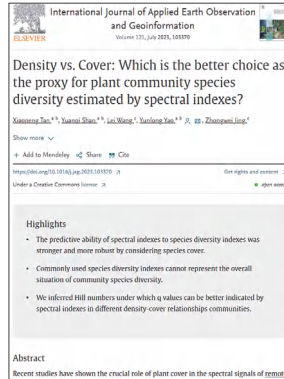 International Journal of Applied Earth Observation
and Geoinformation
Volume 121, July 2023, 103370
ELSEVIER
Density vs. Cover: Which is the better choice as
the proxy for plant community species
diversity estimated by spectral indexes?
Xiaopeng Tan, Yuanqi Shan, Lei Wang, Yunlong Yao, Zhongwei Jing
Show more
+ Add to Mendeley Share Cite
https://doi.org/10.1016/j.jag.2023.103370 Get rights and content
Under a Creative Commons license open access
Highlights
• The predictive ability of spectral indexes to species diversity indexes was
stronger and more robust by considering species cover.
• Commonly used species diversity indexes cannot represent the overall
situation of community species diversity.
• We inferred Hill numbers under which q values can be better indicated by
spectral indexes in different density-cover relationships communities.
Abstract
Recent studies have shown the crucial role of plant cover in the spectral signals of remot